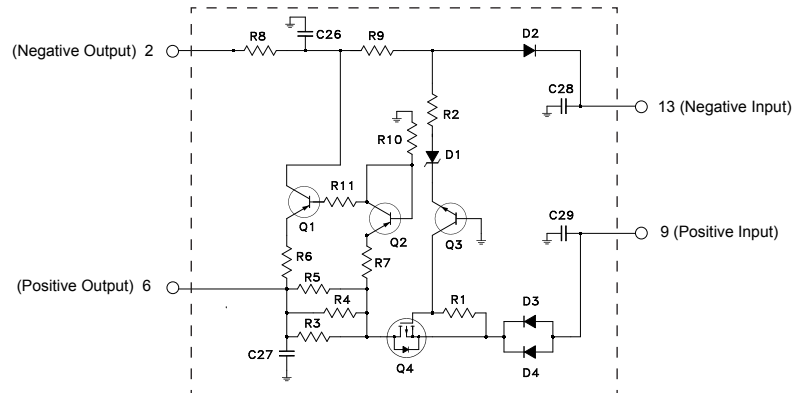 D2
R8
C26
R9
(Negative Output) 2
C28
13 (Negative Input)
R2
R10
D1
R11
C29
Q1
Q2
Q3
9 (Positive Input)
R6
R7
(Positive Output) 6
R5
R4
R1
D3
R3
C27
Q4
D4